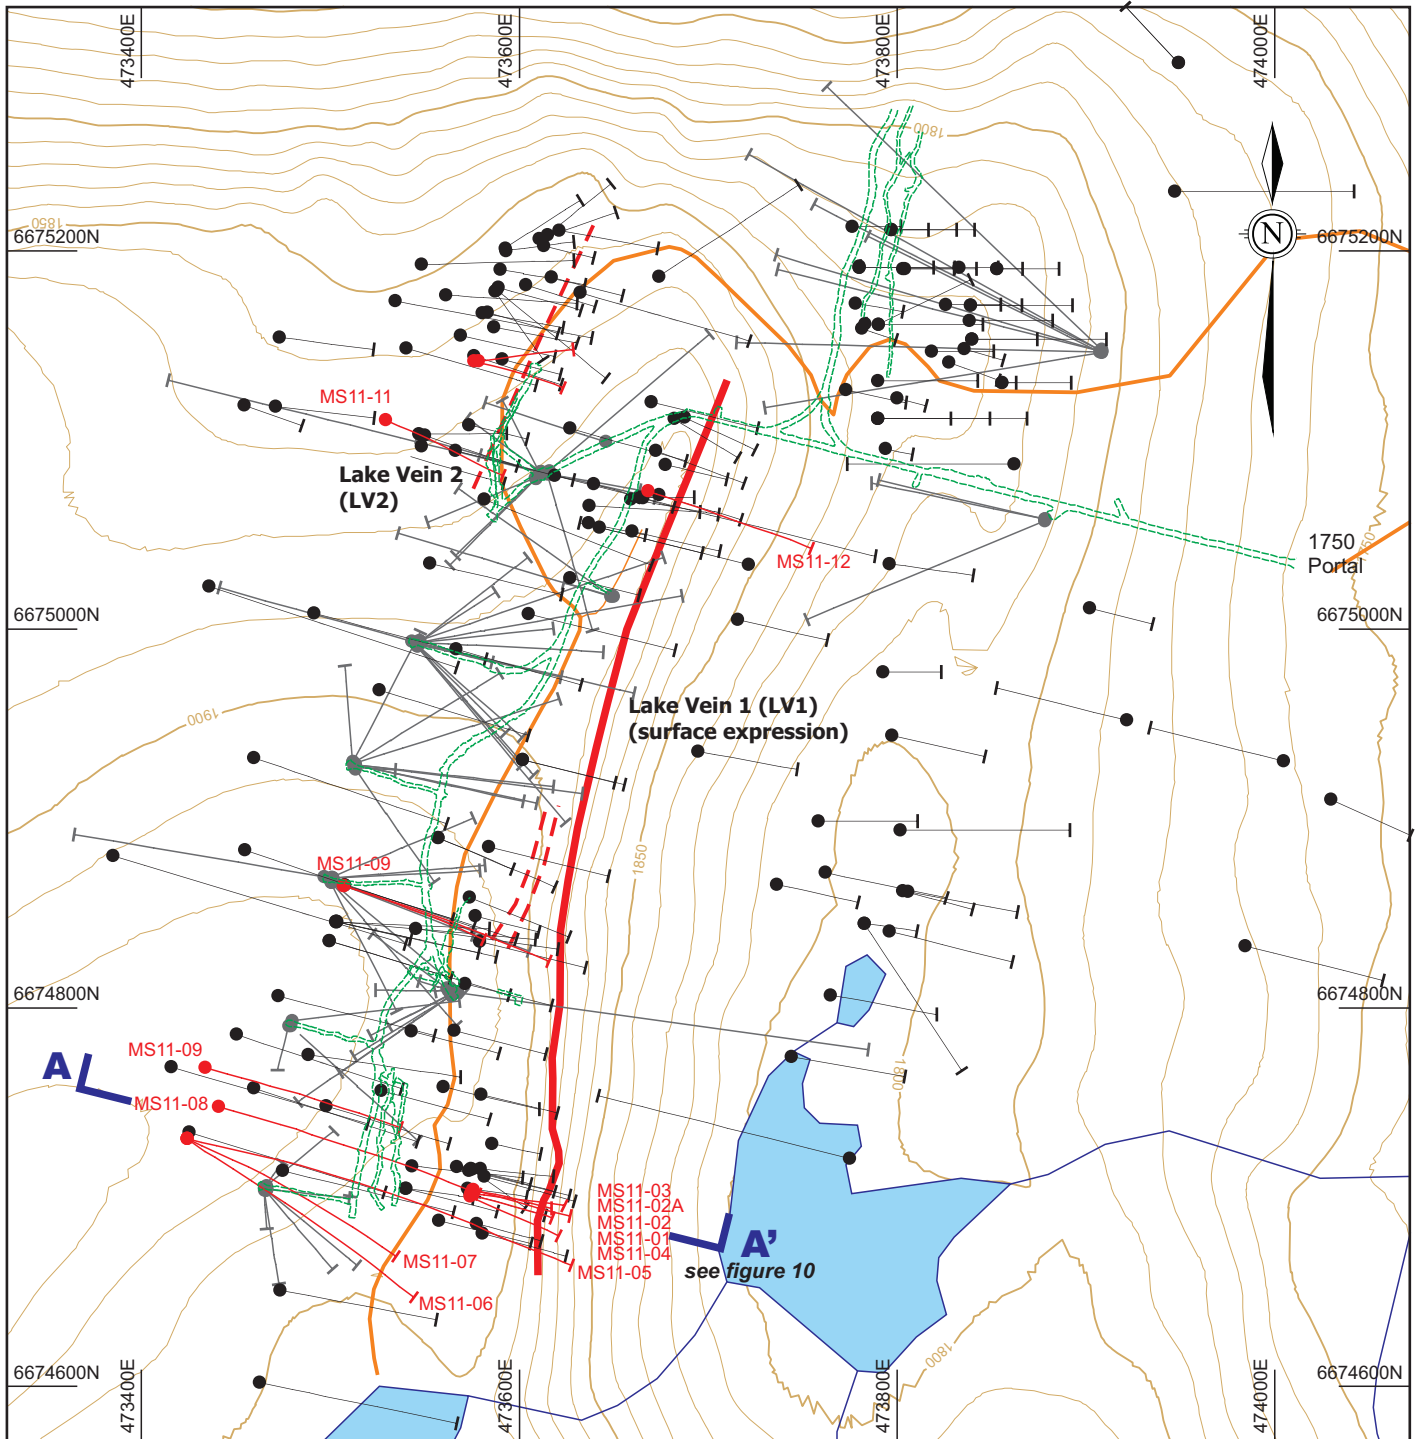 473400E
473600E
473800E
474000E
1800
1850
6675200N
N
6675200N
MS11-11
Lake Vein 2
(LV2)
MS11-12
1750
Portal
750
6675000N
6675000N
Lake Vein 1 (LV1)
(surface expression)
1900
1850
MS11-09
6674800N
6674800N
MS11-09
A
MS11-08
1800
MS11-03
MS11-02A
MS11-02
MS11-01
MS11-04
MS11-05
A'
see figure 10
MS11-07
MS11-06
1800
6674600N
6674600N
473400E
473600E
473800E
474000E